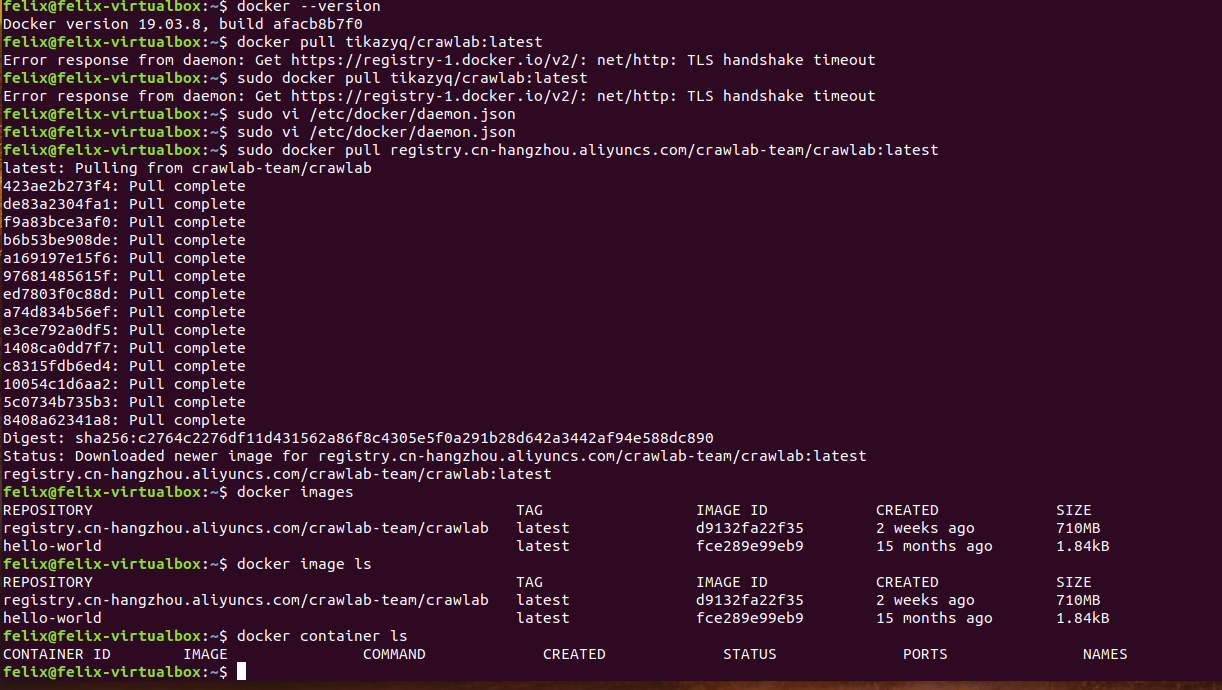 felix@felix-virtualbox:~$ docker --version
Docker version 19.03.8, build afacb8b7f0
felix@felix-virtualbox:~$ docker pull tikazyq/crawlab:latest
Error response from daemon: Get https://registry-1.docker.io/v2/: net/http: TLS handshake timeout
felix@felix-virtualbox:~$ sudo docker pull tikazyq/crawlab:latest
Error response from daemon: Get https://registry-1.docker.io/v2/: net/http: TLS handshake timeout
felix@felix-virtualbox:~$ sudo vi /etc/docker/daemon.json
felix@felix-virtualbox:~$ sudo vi /etc/docker/daemon.json
felix@felix-virtualbox:~$ sudo docker pull registry.cn-hangzhou.aliyuncs.com/crawlab-team/crawlab:latest
latest: Pulling from crawlab-team/crawlab
423ae2b273f4: Pull complete
de83a2304fa1: Pull complete
f9a83bce3af0: Pull complete
b6b53be908de: Pull complete
a169197e15f6: Pull complete
97681485615f: Pull complete
ed7803f0c88d: Pull complete
a74d834b56ef: Pull complete
e3ce792a0df5: Pull complete
1408ca0dd7f7: Pull complete
c8315fdb6ed4: Pull complete
10054c1d6aa2: Pull complete
5c0734b735b3: Pull complete
8408a62341a8: Pull complete
Digest: sha256:c2764c2276df11d431562a86f8c4305e5f0a291b28d642a3442af94e588dc890
Status: Downloaded newer image for registry.cn-hangzhou.aliyuncs.com/crawlab-team/crawlab:latest
registry.cn-hangzhou.aliyuncs.com/crawlab-team/crawlab:latest
felix@felix-virtualbox:~$ docker images
REPOSITORY TAG IMAGE ID CREATED SIZE
registry.cn-hangzhou.aliyuncs.com/crawlab-team/crawlab latest d9132fa22f35 2 weeks ago 710MB
hello-world latest fce289e99eb9 15 months ago 1.84kB
felix@felix-virtualbox:~$ docker image ls
REPOSITORY TAG IMAGE ID CREATED SIZE
registry.cn-hangzhou.aliyuncs.com/crawlab-team/crawlab latest d9132fa22f35 2 weeks ago 710MB
hello-world latest fce289e99eb9 15 months ago 1.84kB
felix@felix-virtualbox:~$ docker container ls
CONTAINER ID IMAGE COMMAND CREATED STATUS PORTS NAMES
felix@felix-virtualbox:~$